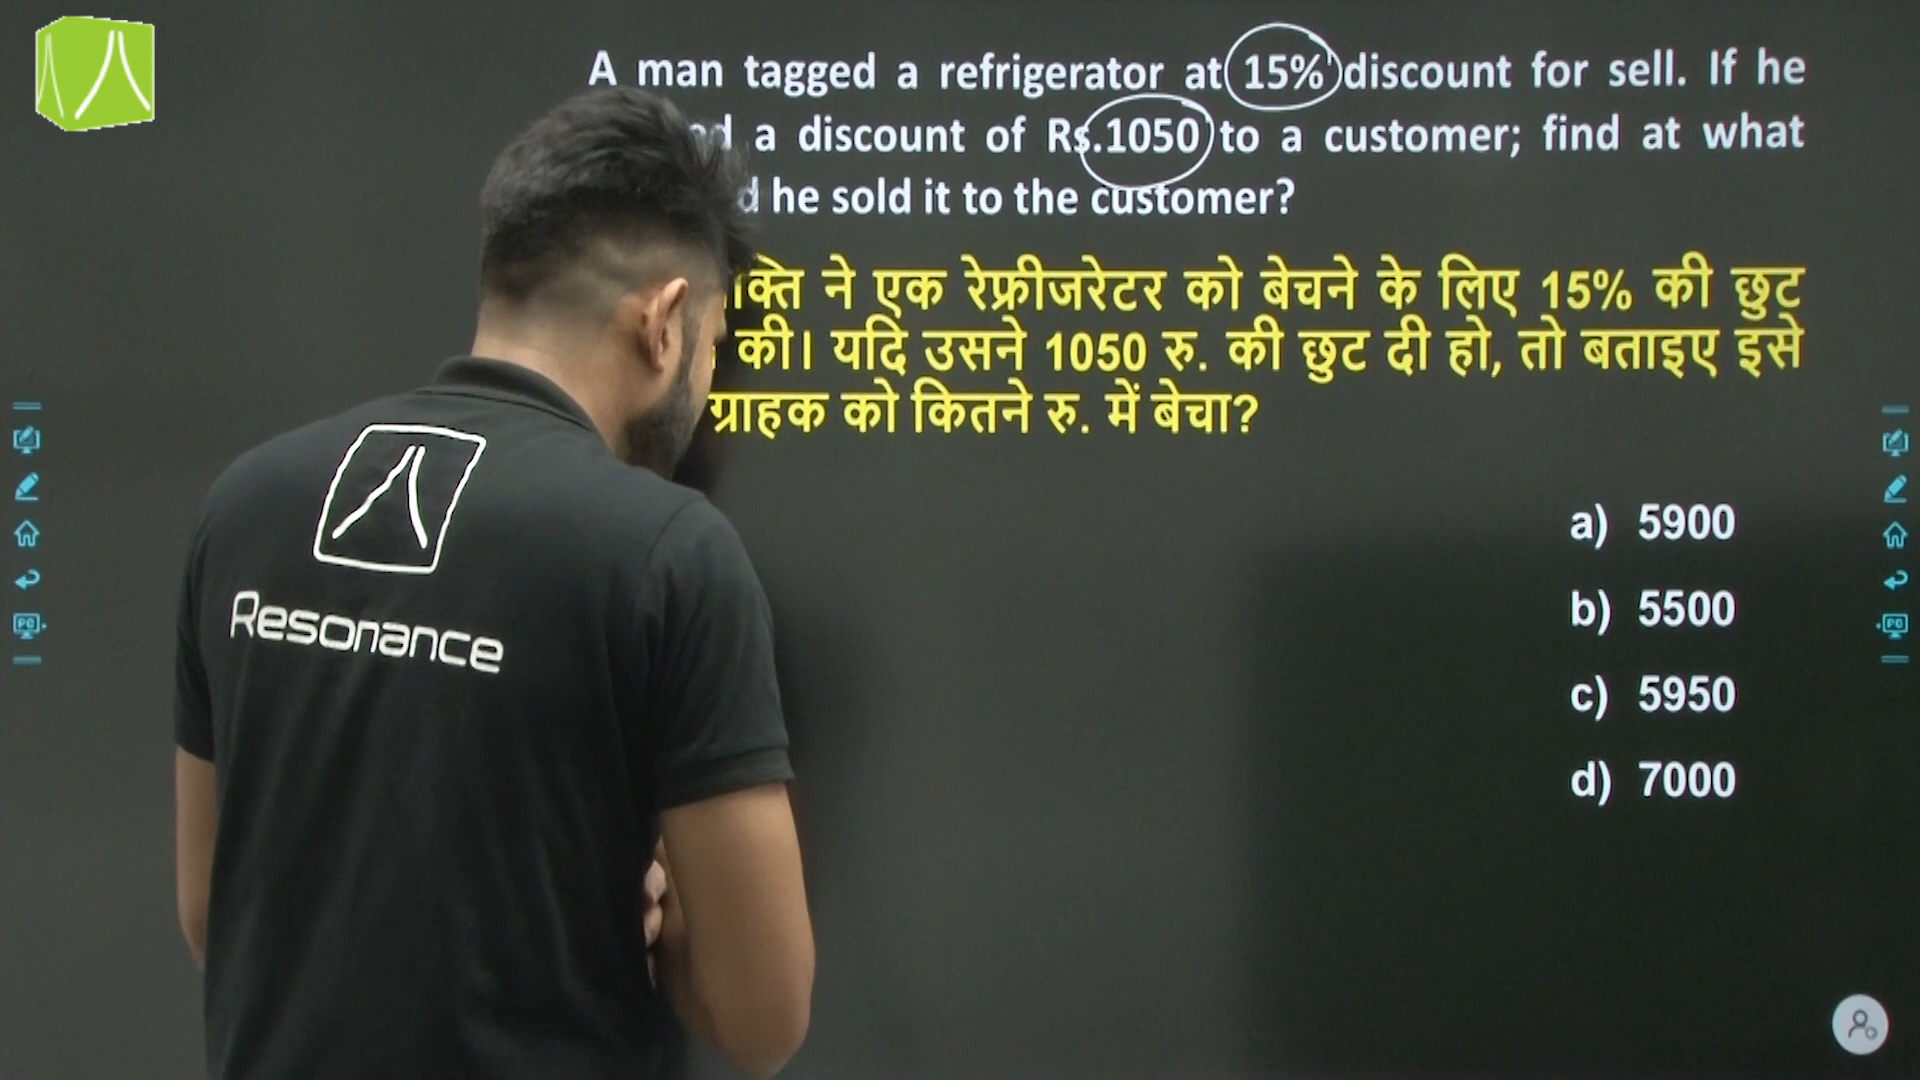 A man tagged a refrigerator at 15% discount for sell. If he
a discount of Rs.1050 to a customer; find at what
he sold it to the customer?
ने एक रेफ्रीजरेटर को बेचने के लिए 15% की छुट
की। यदि उसने 1050 रु. की छुट दी हो, तो बताइए इसे
ग्राहक को कितने रु. में बेचा?
a) 5900
b) 5500
c) 5950
d) 7000
Resonance
PC
PC